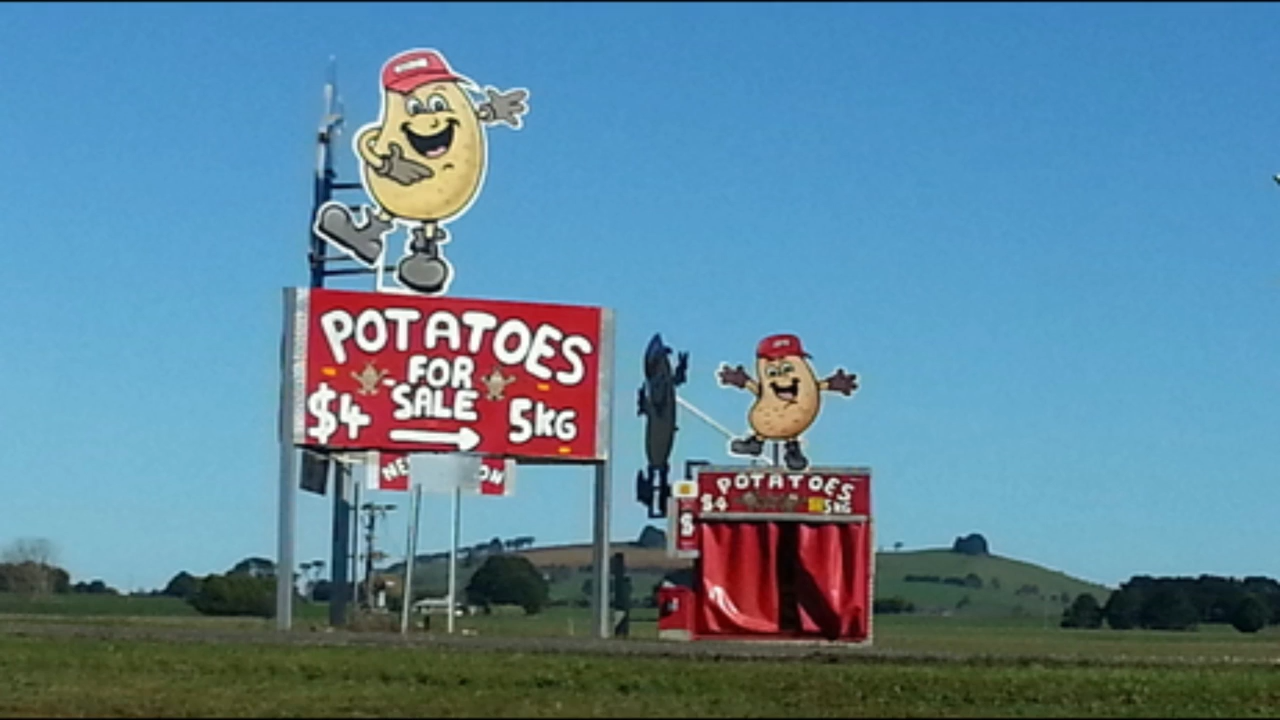 POTATOES
FOR
SALE
$4 5KG
POTATOES
$4 5KG
$